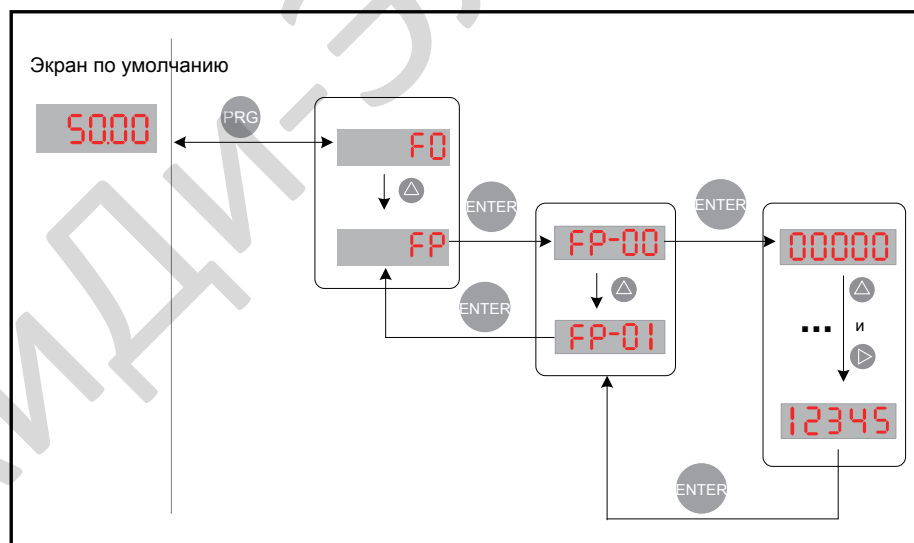 Экран по умолчанию
50.00
PRG
F0
FP
ENTER
ENTER
FP-00
FP-01
ENTER
00000
... и
12345
ENTER